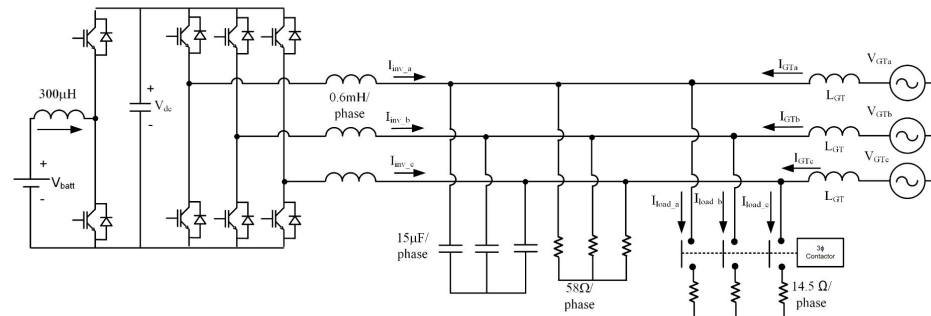 300μH
+
V_batt
-
+
V_dc
-
0.6mH/
phase
I_inv_a
I_inv_b
I_inv_c
15μF/
phase
58Ω/
phase
I_load_a
I_load_b
I_load_c
I_GTa
I_GTb
I_GTc
L_GT
L_GT
L_GT
V_GTa
V_GTb
V_GTc
3ϕ
Contactor
14.5 Ω/
phase